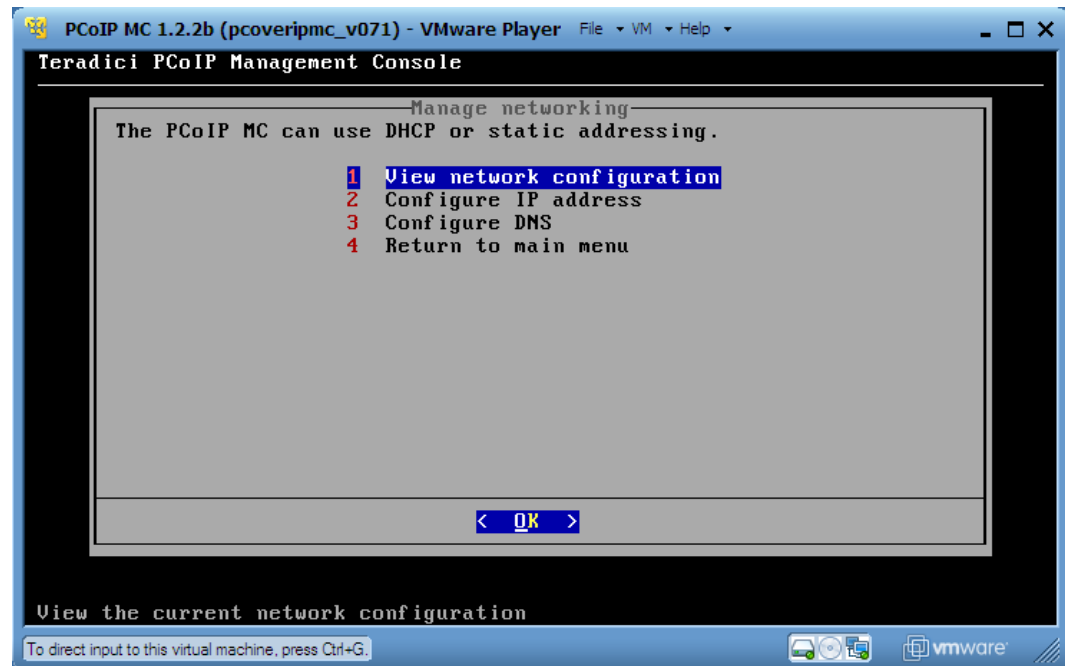 PCoIP MC 1.2.2b (pcoveripmc_v071) - VMware Player File VM Help
Teradici PCoIP Management Console
Manage networking
The PCoIP MC can use DHCP or static addressing.
1 View network configuration
2 Configure IP address
3 Configure DNS
4 Return to main menu
< OK >
View the current network configuration
To direct input to this virtual machine, press Ctrl+G.
vmware